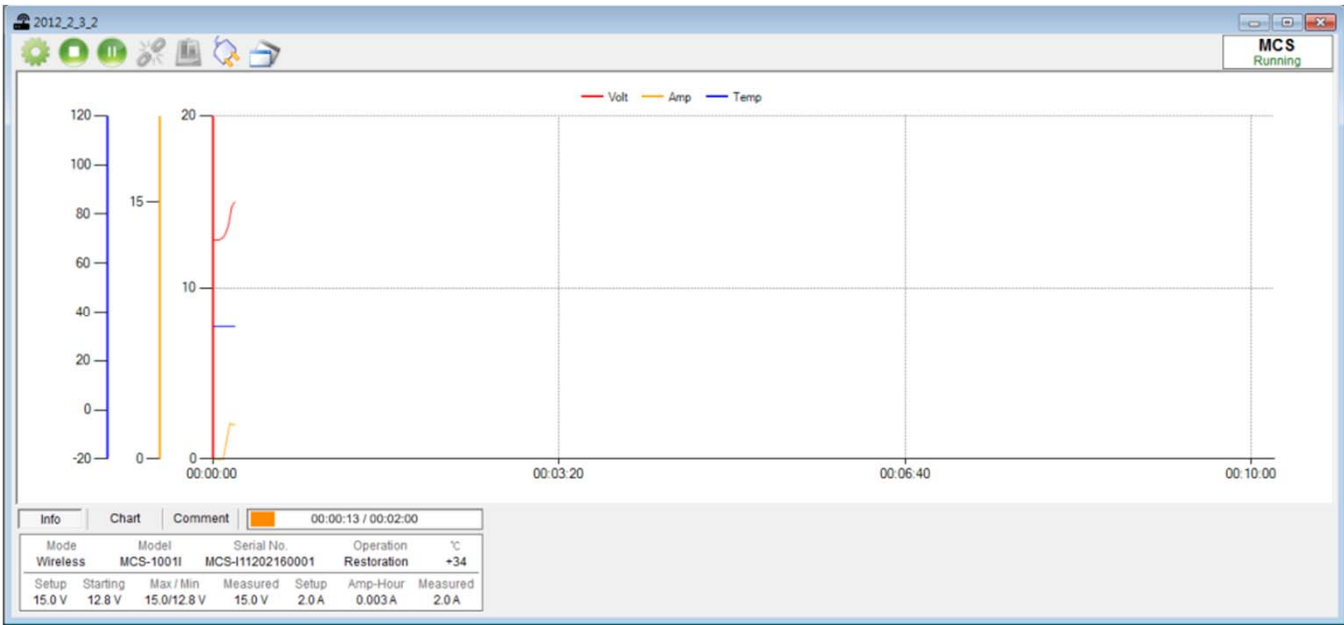 2012_2_3_2
MCS
Running
Volt Amp Temp
120 20
100
15
80
60
10
40
20
0
-20 0 0
00:00:00 00:03:20 00:06:40 00:10:00
Info Chart Comment 00:00:13 / 00:02:00
Mode Model Serial No. Operation ℃
Wireless MCS-1001I MCS-I11202160001 Restoration +34
Setup Starting Max / Min Measured Setup Amp-Hour Measured
15.0 V 12.8 V 15.0/12.8 V 15.0 V 2.0 A 0.003 A 2.0 A